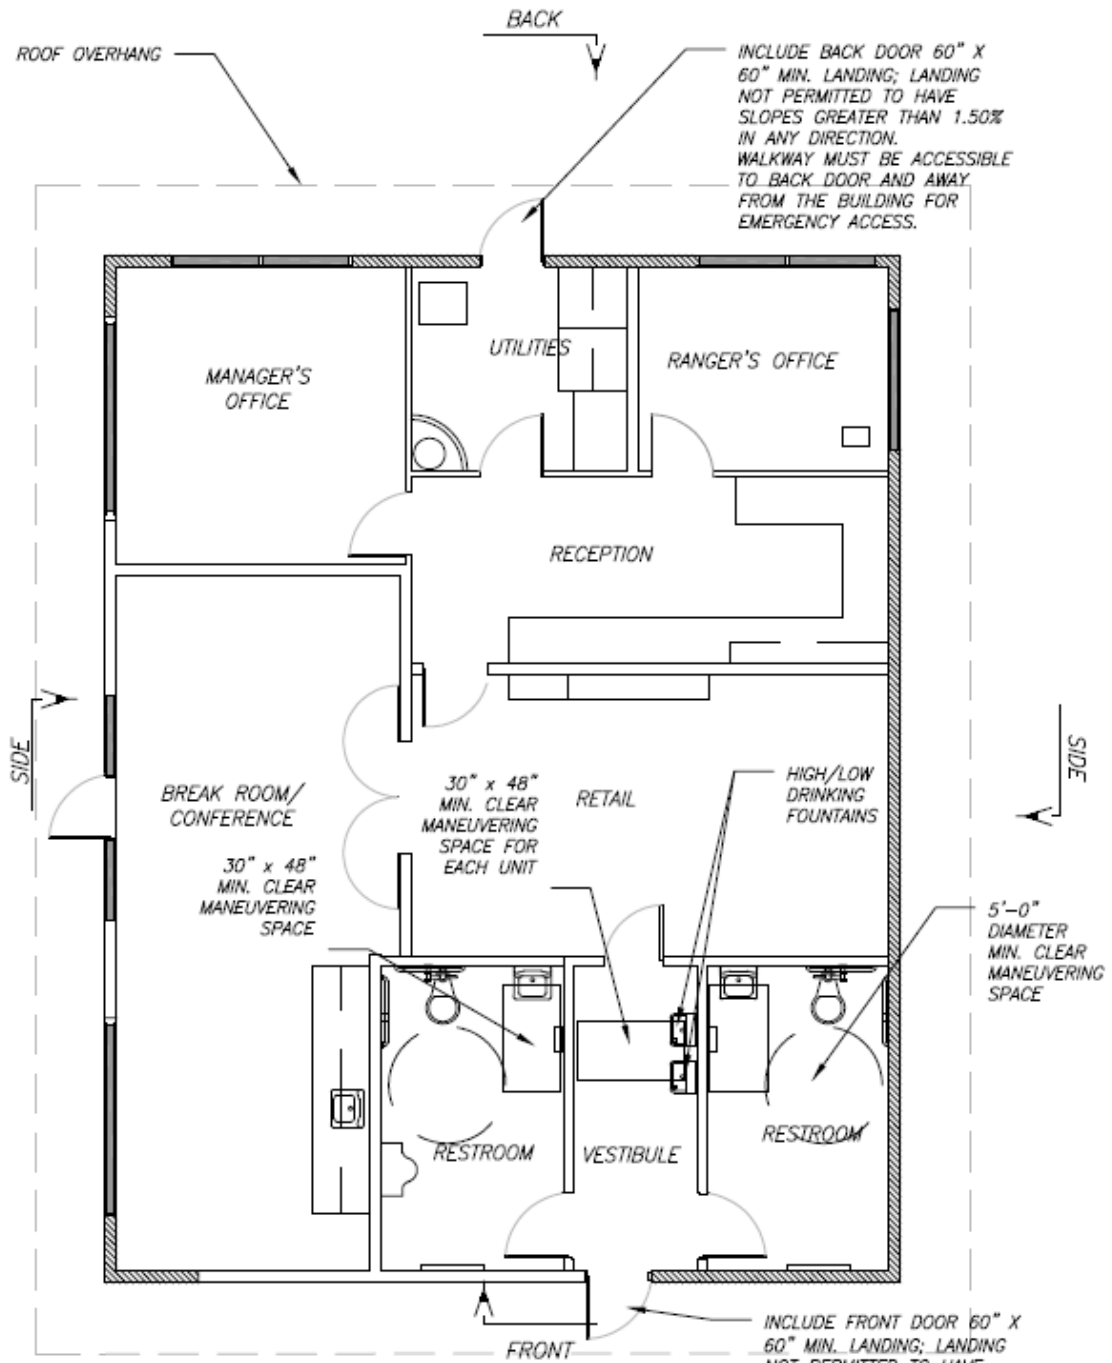 BACK
ROOF OVERHANG
INCLUDE BACK DOOR 60" X
60" MIN. LANDING; LANDING
NOT PERMITTED TO HAVE
SLOPES GREATER THAN 1.50%
IN ANY DIRECTION.
WALKWAY MUST BE ACCESSIBLE
TO BACK DOOR AND AWAY
FROM THE BUILDING FOR
EMERGENCY ACCESS.
MANAGER'S
OFFICE
UTILITIES
RANGER'S OFFICE
RECEPTION
SIDE
SIDE
BREAK ROOM/
CONFERENCE
30" x 48"
MIN. CLEAR
MANEUVERING
SPACE FOR
EACH UNIT
RETAIL
HIGH/LOW
DRINKING
FOUNTAINS
30" x 48"
MIN. CLEAR
MANEUVERING
SPACE
5'-0"
DIAMETER
MIN. CLEAR
MANEUVERING
SPACE
RESTROOM
VESTIBULE
RESTROOM
FRONT
INCLUDE FRONT DOOR 60" X
60" MIN. LANDING; LANDING
NOT PERMITTED TO HAVE